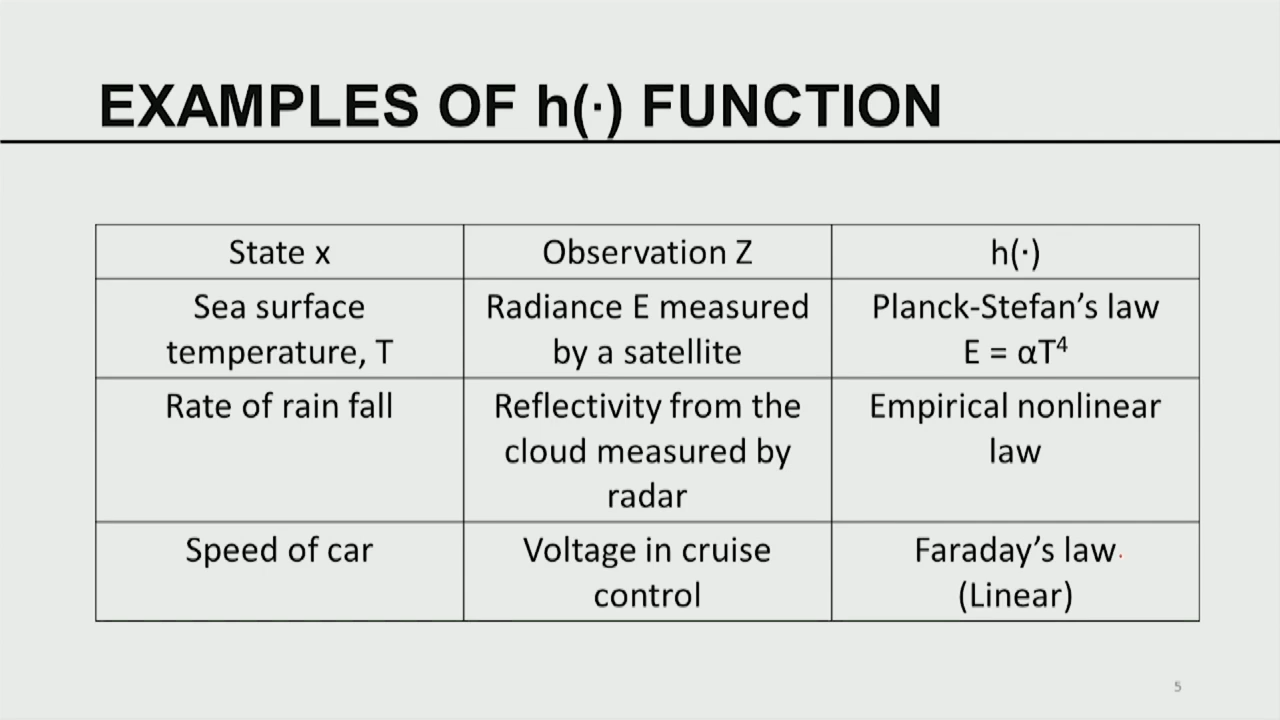 EXAMPLES OF h(·) FUNCTION
State x
Observation Z
h(·)
Sea surface
temperature, T
Radiance E measured
by a satellite
Planck-Stefan’s law
E = αT⁴
Rate of rain fall
Reflectivity from the
cloud measured by
radar
Empirical nonlinear
law
Speed of car
Voltage in cruise
control
Faraday’s law
(Linear)
5